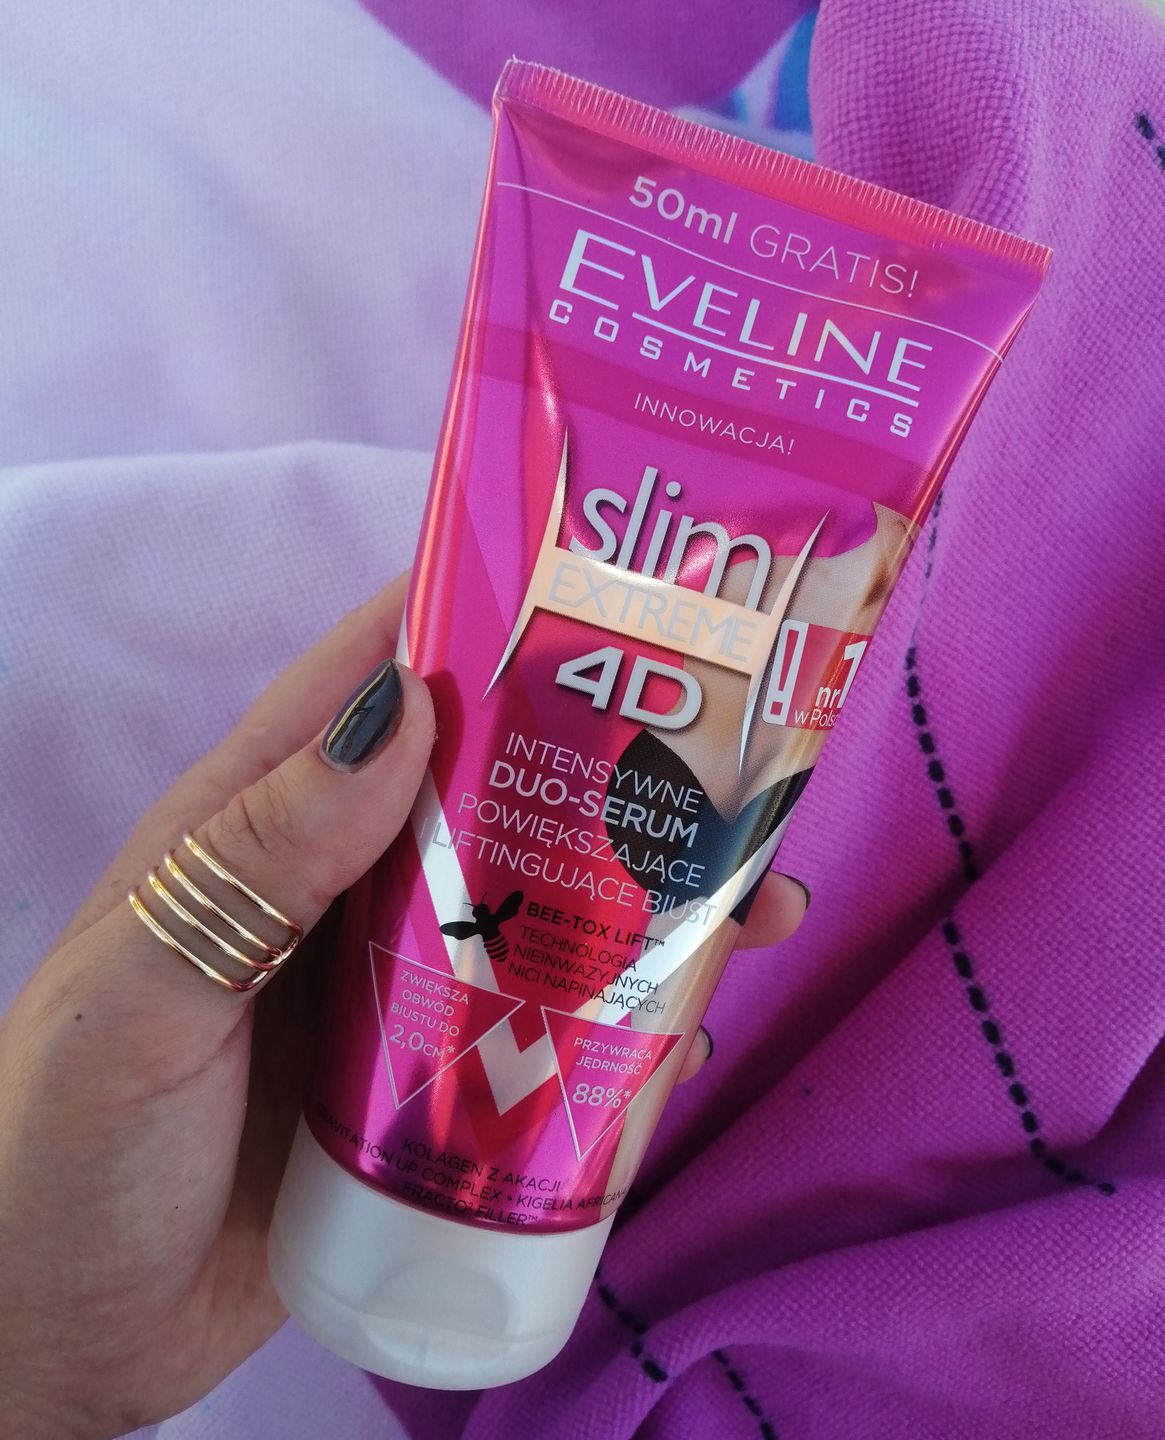 50ml GRATIS!
EVELINE
COSMETICS
INNOWACJA!
slim
EXTREME
4D
nr 1
w Polsce
INTENSYWNE
DUO-SERUM
POWIĘKSZAJĄCE
I LIFTINGUJĄCE BIUST
BEE-TOX LIFT™
TECHNOLOGIA
NIEINWAZYJNYCH
NICI NAPINAJĄCYCH
ZWIĘKSZA
OBWÓD
BIUSTU DO
2,0CM*
PRZYWRACA
JĘDRNOŚĆ
88%*
KOLAGEN Z AKACJI
GRAVITATION UP COMPLEX • KIGELIA AFRICANA
FRACTO² FILLER™